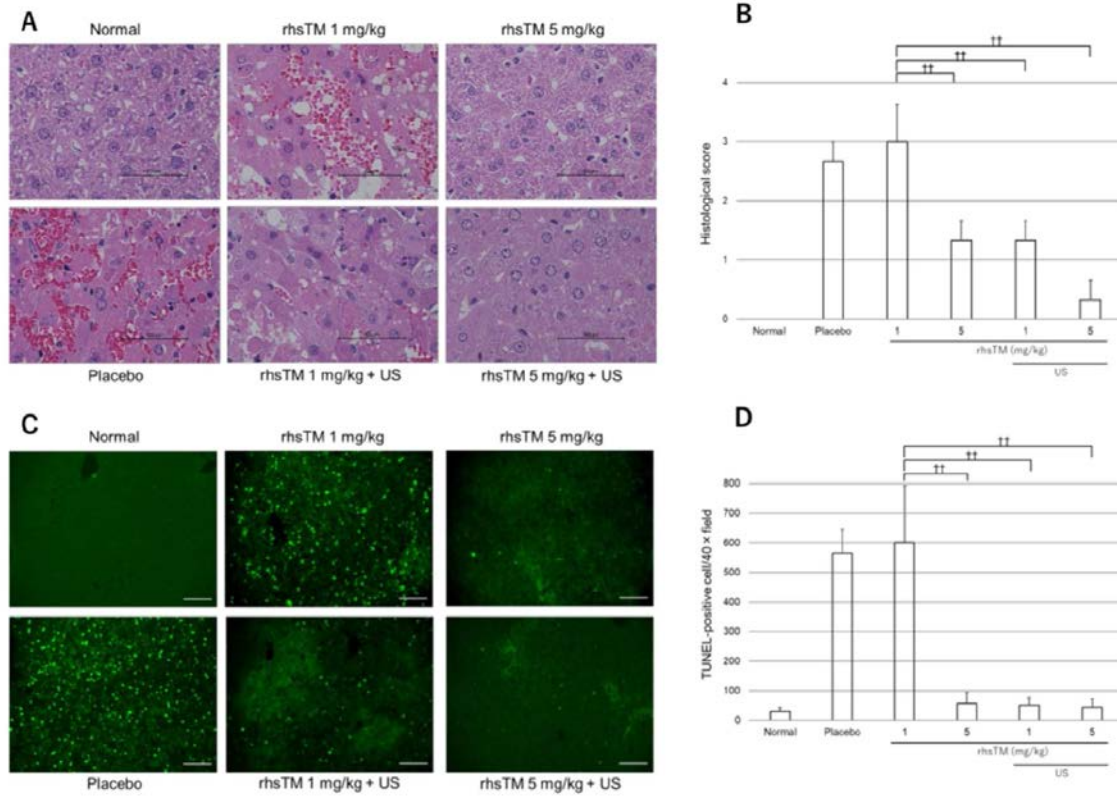 A
Normal
rhsTM 1 mg/kg
rhsTM 5 mg/kg
Placebo
rhsTM 1 mg/kg + US
rhsTM 5 mg/kg + US
B
††
††
††
4
3
2
1
0
Histological score
Normal
Placebo
1
5
1
5
rhsTM (mg/kg)
US
C
Normal
rhsTM 1 mg/kg
rhsTM 5 mg/kg
Placebo
rhsTM 1 mg/kg + US
rhsTM 5 mg/kg + US
D
††
††
††
800
700
600
500
400
300
200
100
0
TUNEL-positive cell/40 × field
Normal
Placebo
1
5
1
5
rhsTM (mg/kg)
US